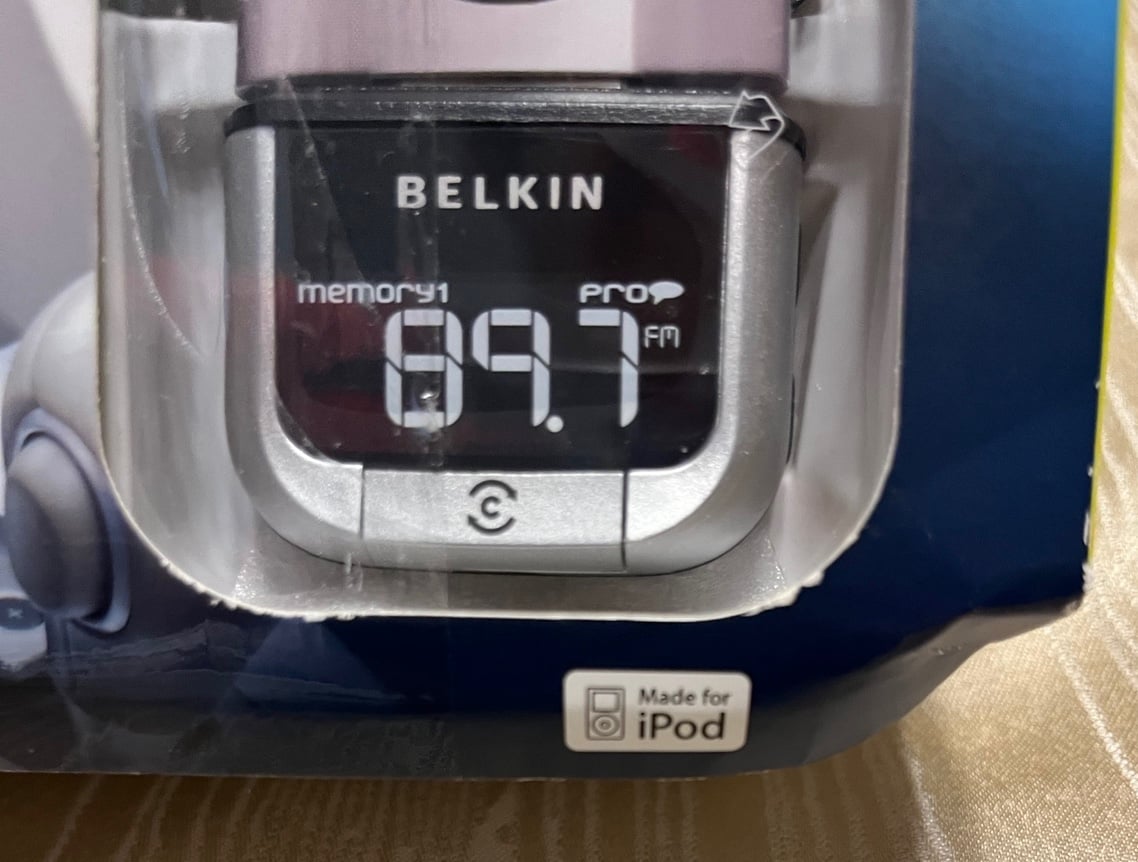 BELKIN
memory1 PRO
89.7 FM
C
Made for
iPod